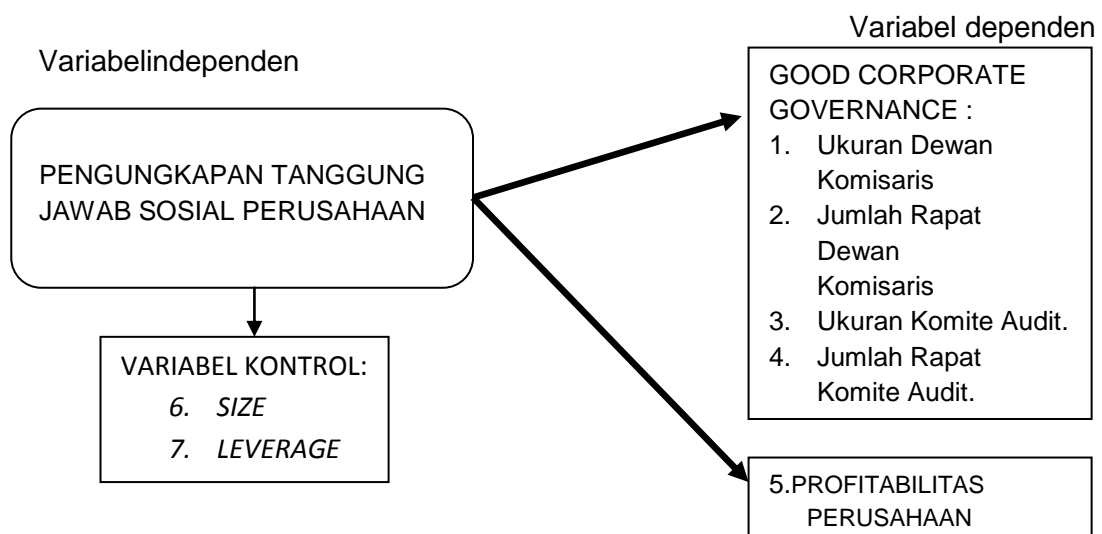 Variabel dependen
Variabelindependen
PENGUNGKAPAN TANGGUNG
JAWAB SOSIAL PERUSAHAAN
GOOD CORPORATE
GOVERNANCE :
1. Ukuran Dewan
Komisaris
2. Jumlah Rapat
Dewan
Komisaris
3. Ukuran Komite Audit.
4. Jumlah Rapat
Komite Audit.
VARIABEL KONTROL:
6. SIZE
7. LEVERAGE
5.PROFITABILITAS
PERUSAHAAN